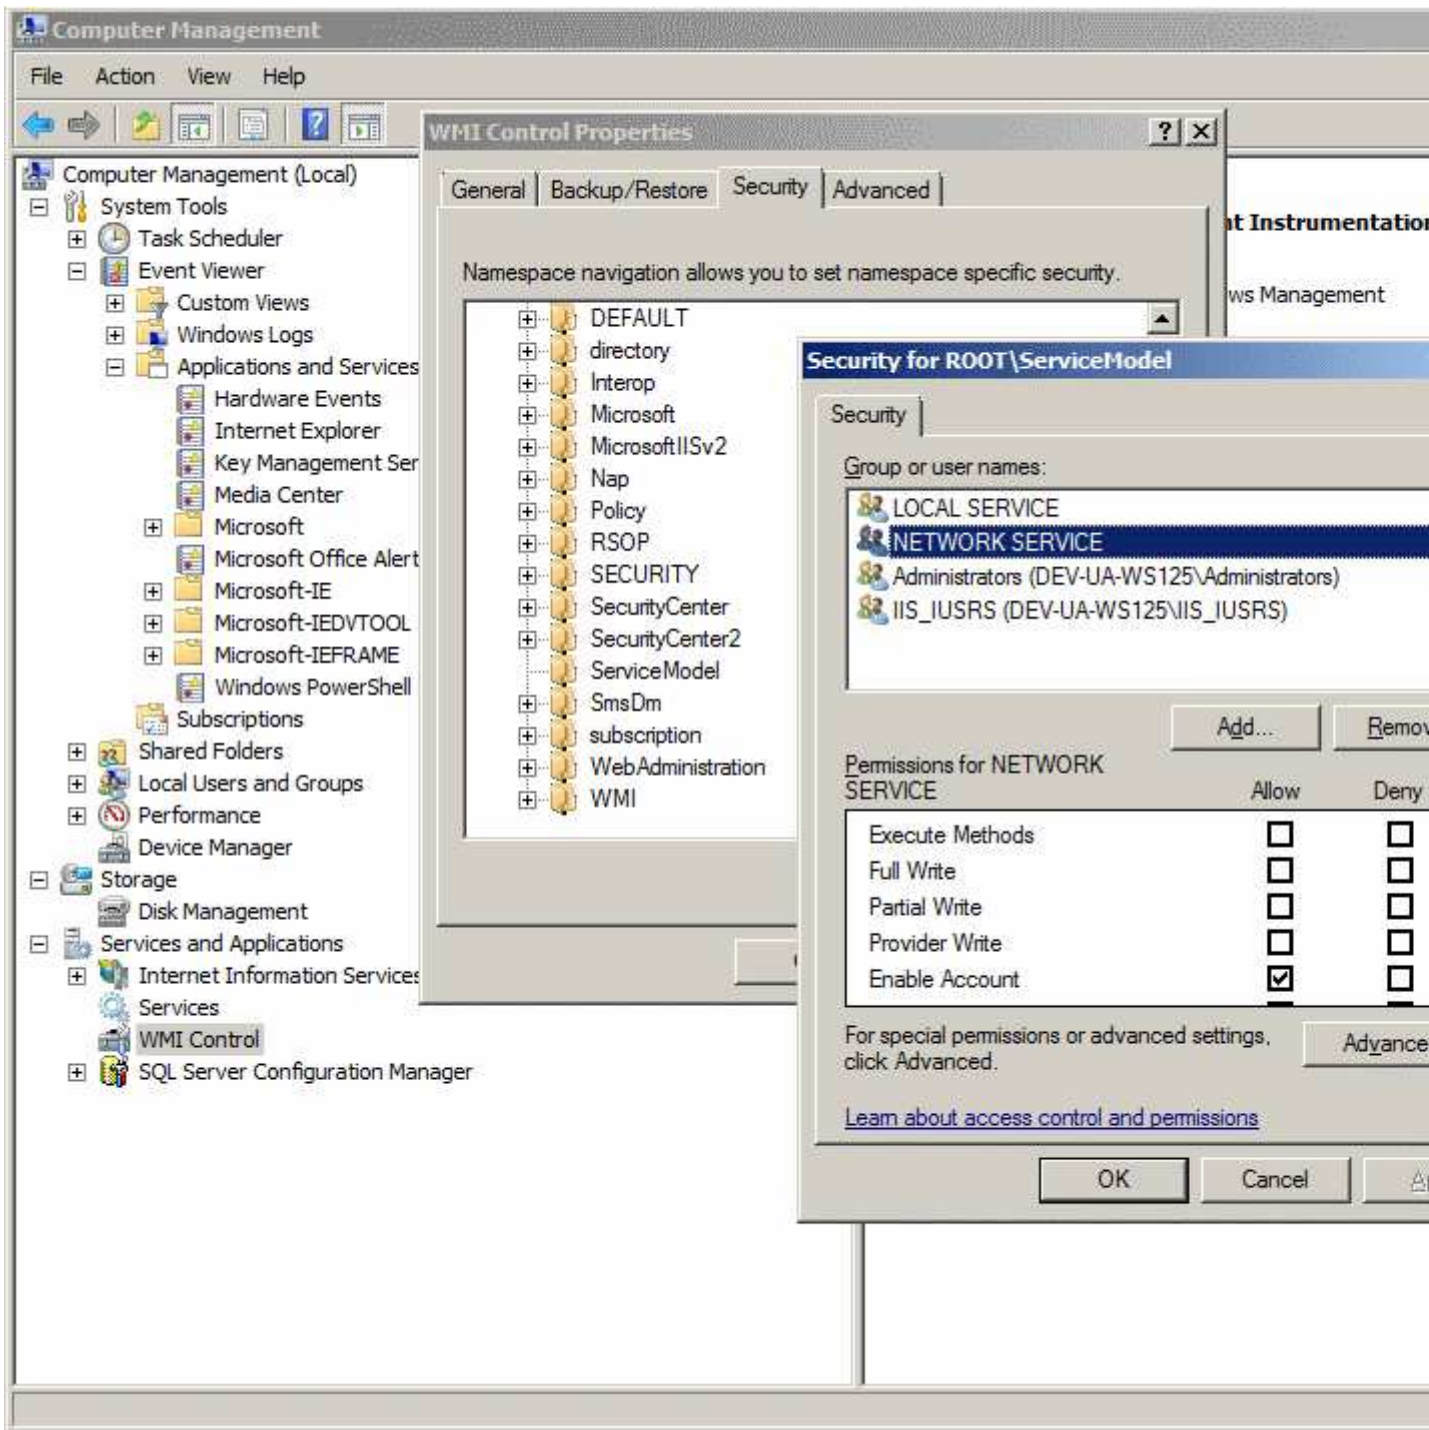 Computer Management
File Action View Help
Computer Management (Local)
System Tools
Task Scheduler
Event Viewer
Custom Views
Windows Logs
Applications and Services
Hardware Events
Internet Explorer
Key Management Ser
Media Center
Microsoft
Microsoft Office Alert
Microsoft-IE
Microsoft-IEDVTOOL
Microsoft-IEFRAME
Windows PowerShell
Subscriptions
Shared Folders
Local Users and Groups
Performance
Device Manager
Storage
Disk Management
Services and Applications
Internet Information Services
Services
WMI Control
SQL Server Configuration Manager
WMI Control Properties
General Backup/Restore Security Advanced
Namespace navigation allows you to set namespace specific security.
DEFAULT
directory
Interop
Microsoft
MicrosoftIISv2
Nap
Policy
RSOP
SECURITY
SecurityCenter
SecurityCenter2
ServiceModel
SmsDm
subscription
WebAdministration
WMI
nt Instrumentation
ws Management
Security for ROOT\ServiceModel
Security
Group or user names:
LOCAL SERVICE
NETWORK SERVICE
Administrators (DEV-UA-WS125\Administrators)
IIS_IUSRS (DEV-UA-WS125\IIS_IUSRS)
Add... Remov
Permissions for NETWORK
SERVICE Allow Deny
Execute Methods
Full Write
Partial Write
Provider Write
Enable Account
For special permissions or advanced settings,
click Advanced.
Advance
Learn about access control and permissions
OK Cancel